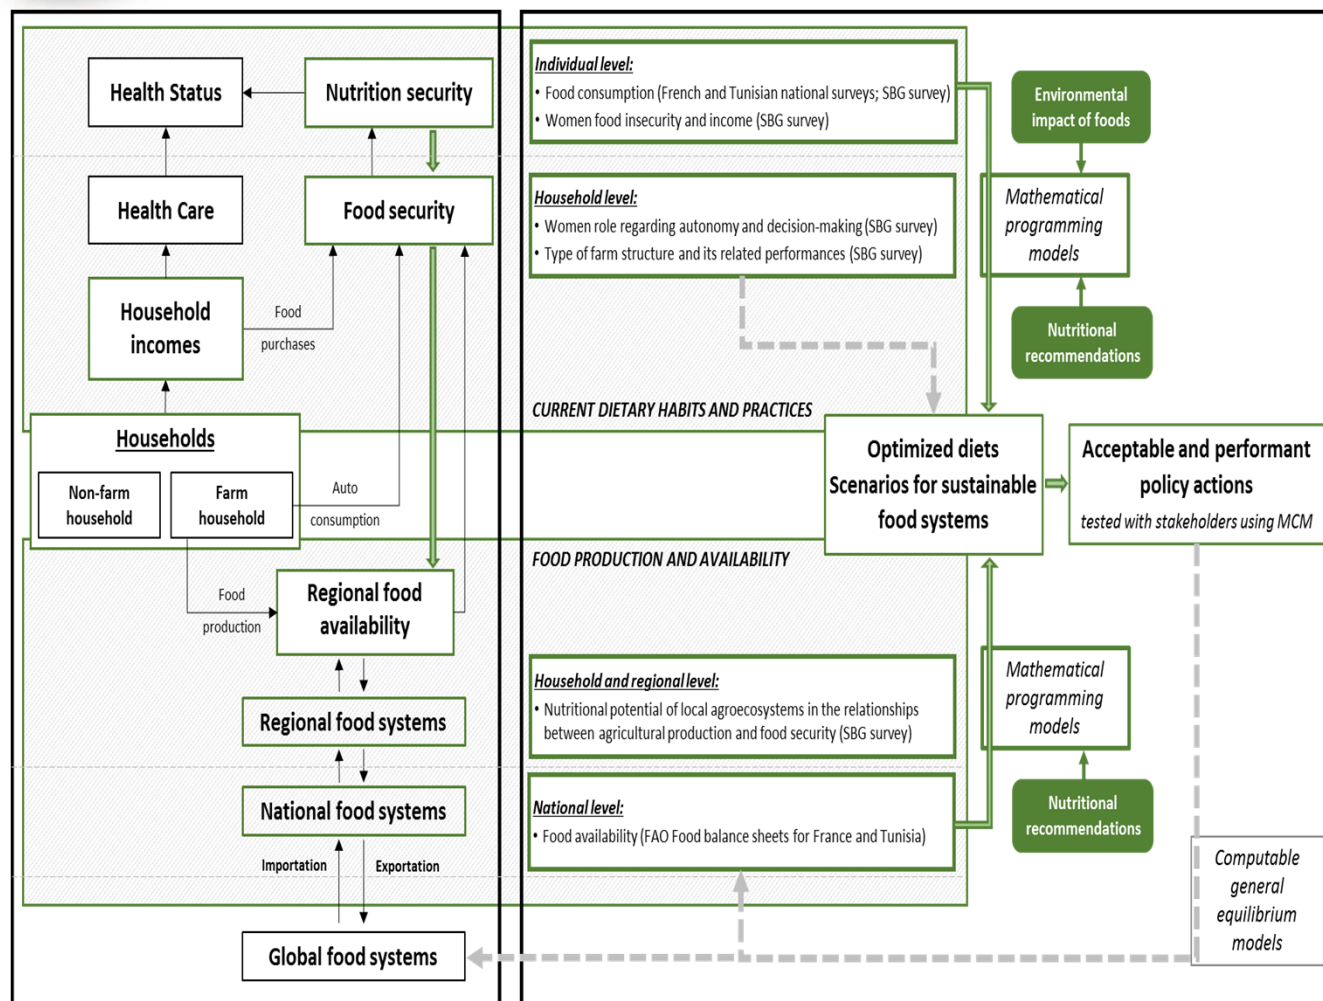 Health Status
Nutrition security
Health Care
Food security
Household
incomes
Food
purchases
Households
Non-farm
household
Farm
household
Auto
consumption
Food
production
Regional food
availability
Regional food systems
National food systems
Importation
Exportation
Global food systems
Individual level:
• Food consumption (French and Tunisian national surveys; SBG survey)
• Women food insecurity and income (SBG survey)
Household level:
• Women role regarding autonomy and decision-making (SBG survey)
• Type of farm structure and its related performances (SBG survey)
CURRENT DIETARY HABITS AND PRACTICES
FOOD PRODUCTION AND AVAILABILITY
Household and regional level:
• Nutritional potential of local agroecosystems in the relationships
between agricultural production and food security (SBG survey)
National level:
• Food availability (FAO Food balance sheets for France and Tunisia)
Environmental
impact of foods
Mathematical
programming
models
Nutritional
recommendations
Optimized diets
Scenarios for sustainable
food systems
Acceptable and performant
policy actions
tested with stakeholders using MCM
Mathematical
programming
models
Nutritional
recommendations
Computable
general
equilibrium
models